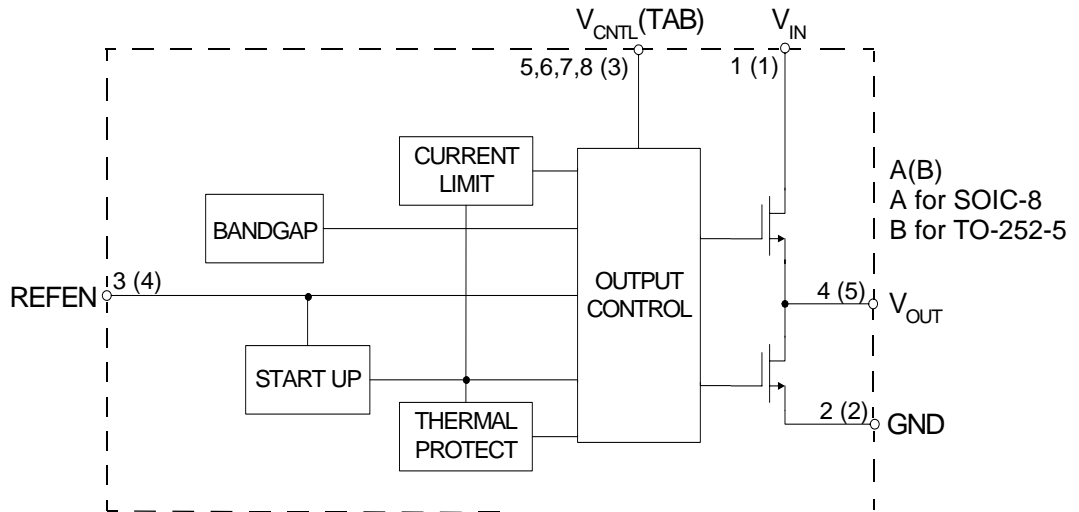 V_CNTL(TAB)
V_IN
5,6,7,8 (3)
1 (1)
CURRENT
LIMIT
A(B)
A for SOIC-8
B for TO-252-5
BANDGAP
OUTPUT
CONTROL
REFEN
3 (4)
4 (5)
V_OUT
START UP
THERMAL
PROTECT
2 (2)
GND